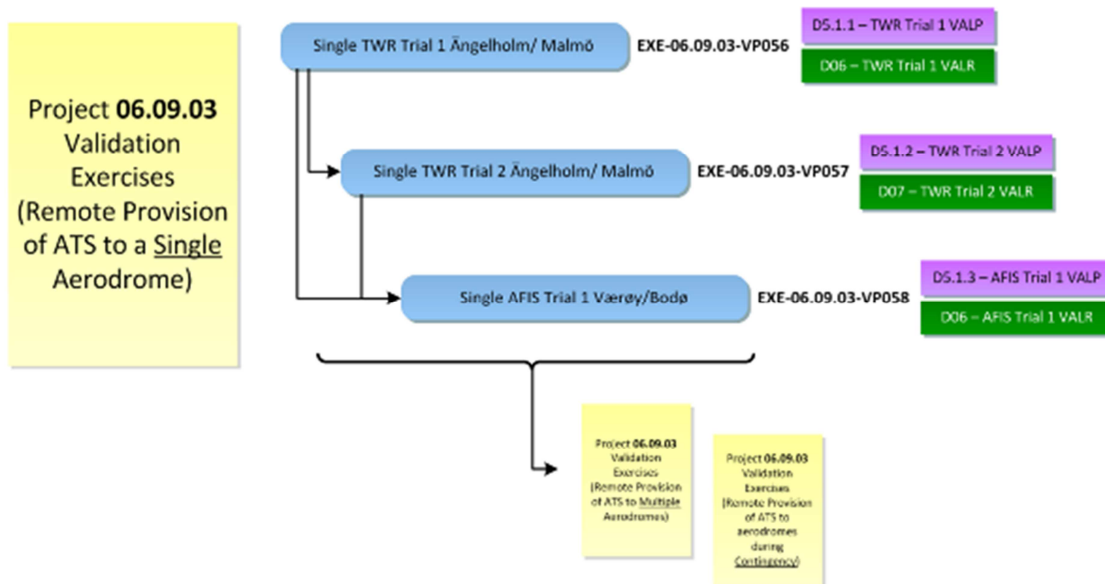 Project 06.09.03
Validation
Exercises
(Remote Provision
of ATS to a Single
Aerodrome)
Single TWR Trial 1 Ängelholm/ Malmö
EXE-06.09.03-VP056
D5.1.1 – TWR Trial 1 VALP
D06 – TWR Trial 1 VALR
Single TWR Trial 2 Ängelholm/ Malmö
EXE-06.09.03-VP057
D5.1.2 – TWR Trial 2 VALP
D07 – TWR Trial 2 VALR
Single AFIS Trial 1 Værøy/Bodø
EXE-06.09.03-VP058
D5.1.3 – AFIS Trial 1 VALP
D06 – AFIS Trial 1 VALR
Project 06.09.03
Validation
Exercises
(Remote Provision
of ATS to Multiple
Aerodromes)
Project 06.09.03
Validation
Exercises
(Remote Provision
of ATS to
aerodromes
during
Contingency)